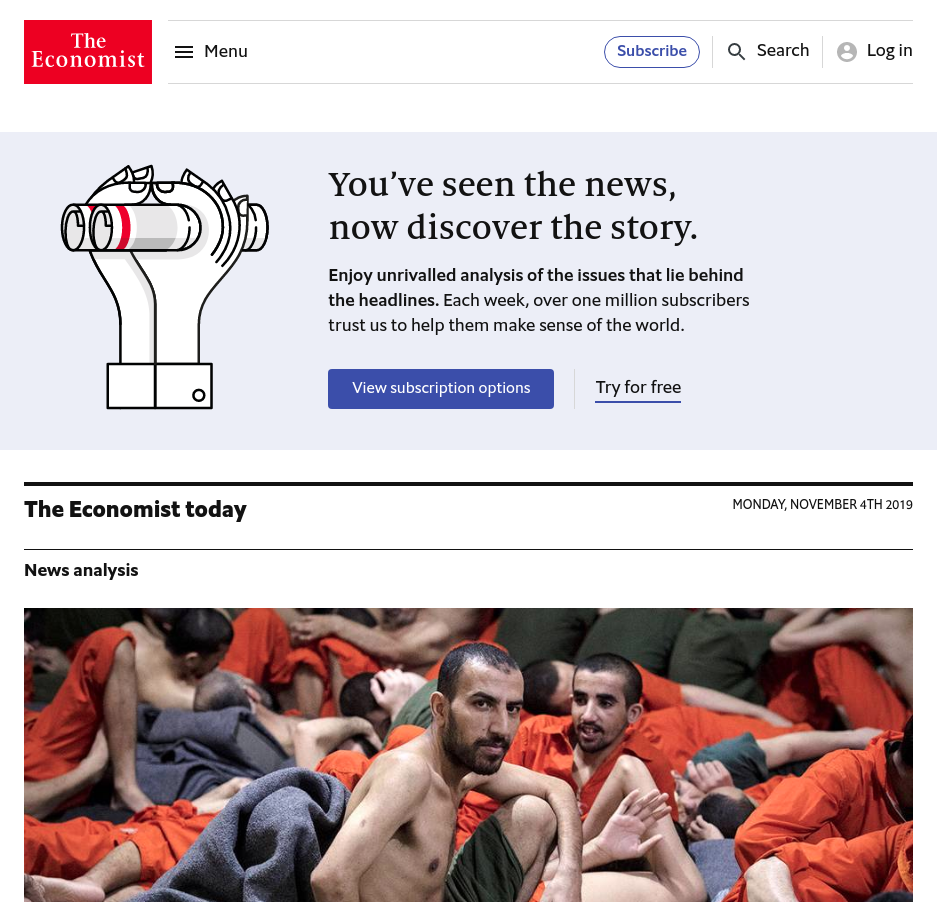 The
Economist
Menu
Subscribe
Search
Log in
You’ve seen the news,
now discover the story.
Enjoy unrivalled analysis of the issues that lie behind
the headlines. Each week, over one million subscribers
trust us to help them make sense of the world.
View subscription options
Try for free
The Economist today
MONDAY, NOVEMBER 4TH 2019
News analysis